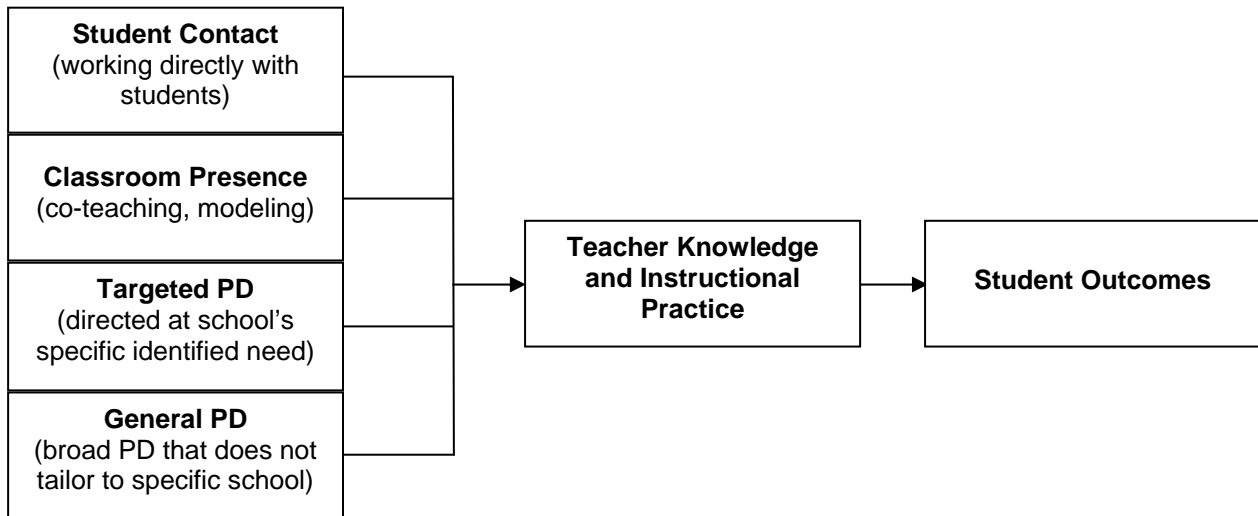 Student Contact
(working directly with
students)
Classroom Presence
(co-teaching, modeling)
Targeted PD
(directed at school’s
specific identified need)
General PD
(broad PD that does not
tailor to specific school)
Teacher Knowledge
and Instructional
Practice
Student Outcomes